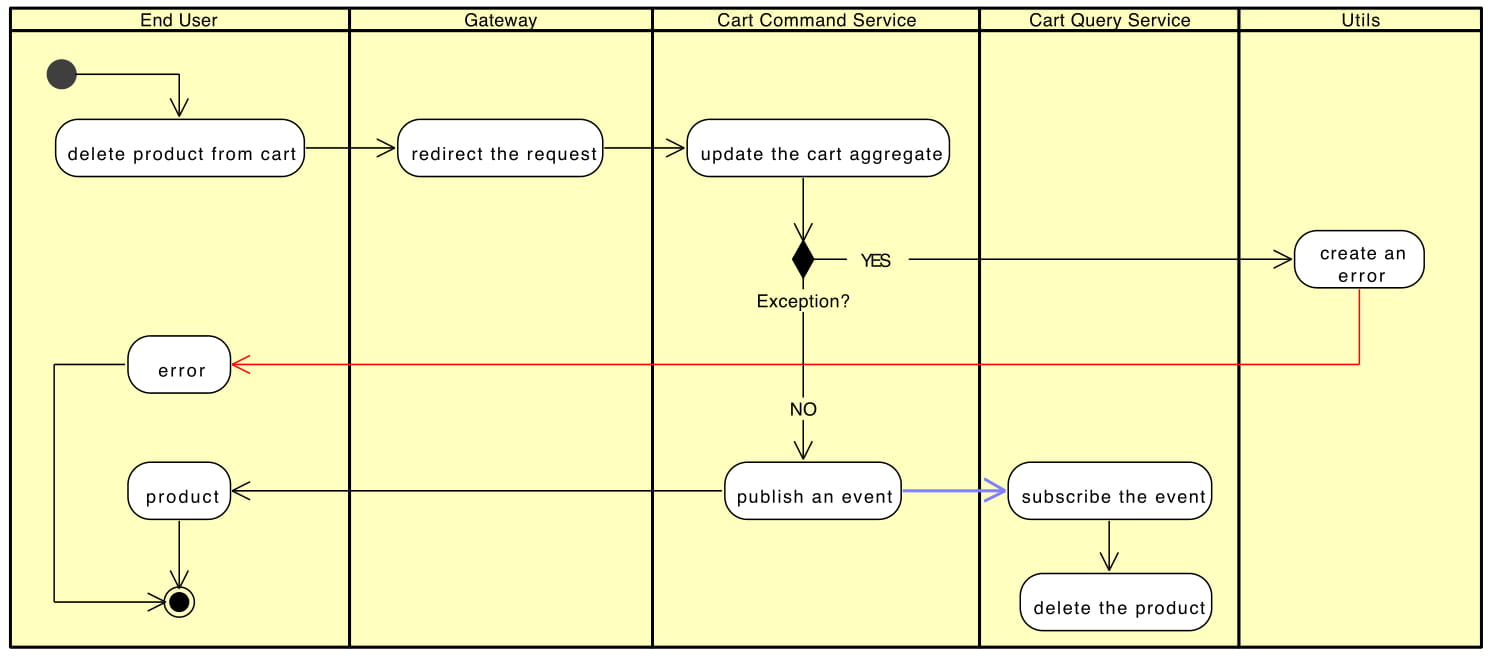 End User
Gateway
Cart Command Service
Cart Query Service
Utils
delete product from cart
redirect the request
update the cart aggregate
YES
create an
error
Exception?
error
NO
product
publish an event
subscribe the event
delete the product